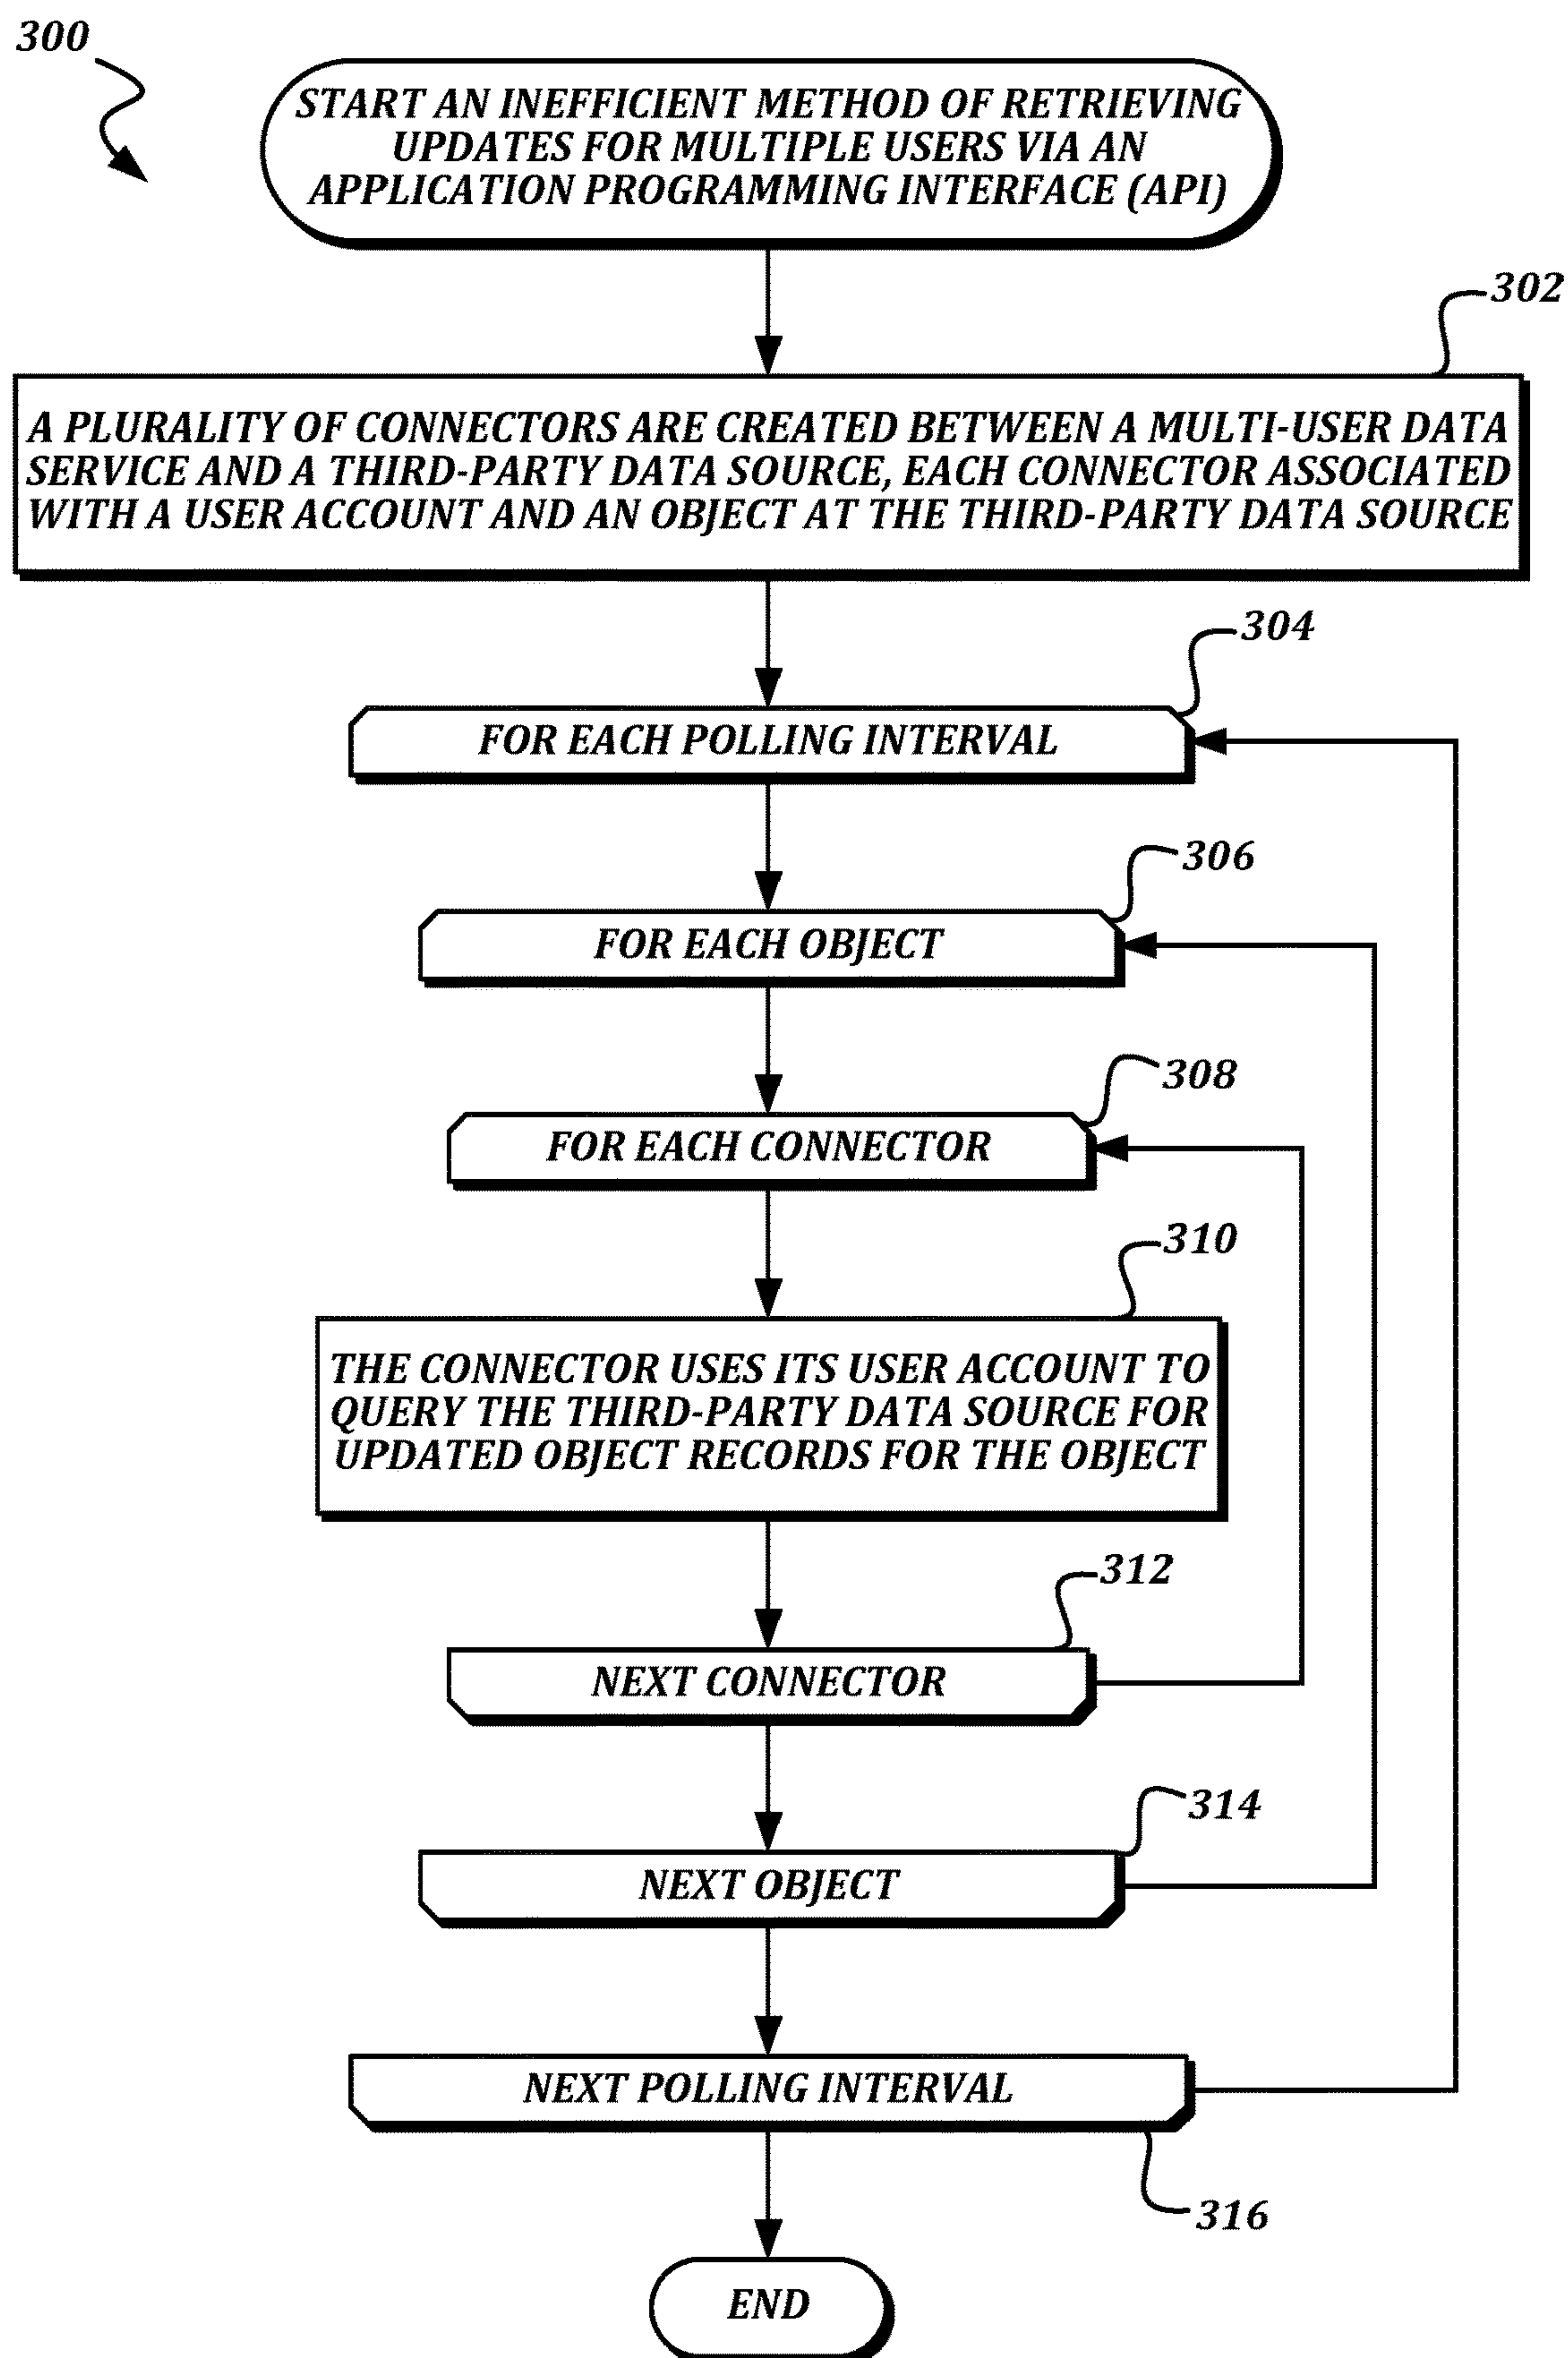 300
START AN INEFFICIENT METHOD OF RETRIEVING
UPDATES FOR MULTIPLE USERS VIA AN
APPLICATION PROGRAMMING INTERFACE (API)
302
A PLURALITY OF CONNECTORS ARE CREATED BETWEEN A MULTI-USER DATA
SERVICE AND A THIRD-PARTY DATA SOURCE, EACH CONNECTOR ASSOCIATED
WITH A USER ACCOUNT AND AN OBJECT AT THE THIRD-PARTY DATA SOURCE
304
FOR EACH POLLING INTERVAL
306
FOR EACH OBJECT
308
FOR EACH CONNECTOR
310
THE CONNECTOR USES ITS USER ACCOUNT TO
QUERY THE THIRD-PARTY DATA SOURCE FOR
UPDATED OBJECT RECORDS FOR THE OBJECT
312
NEXT CONNECTOR
314
NEXT OBJECT
NEXT POLLING INTERVAL
316
END